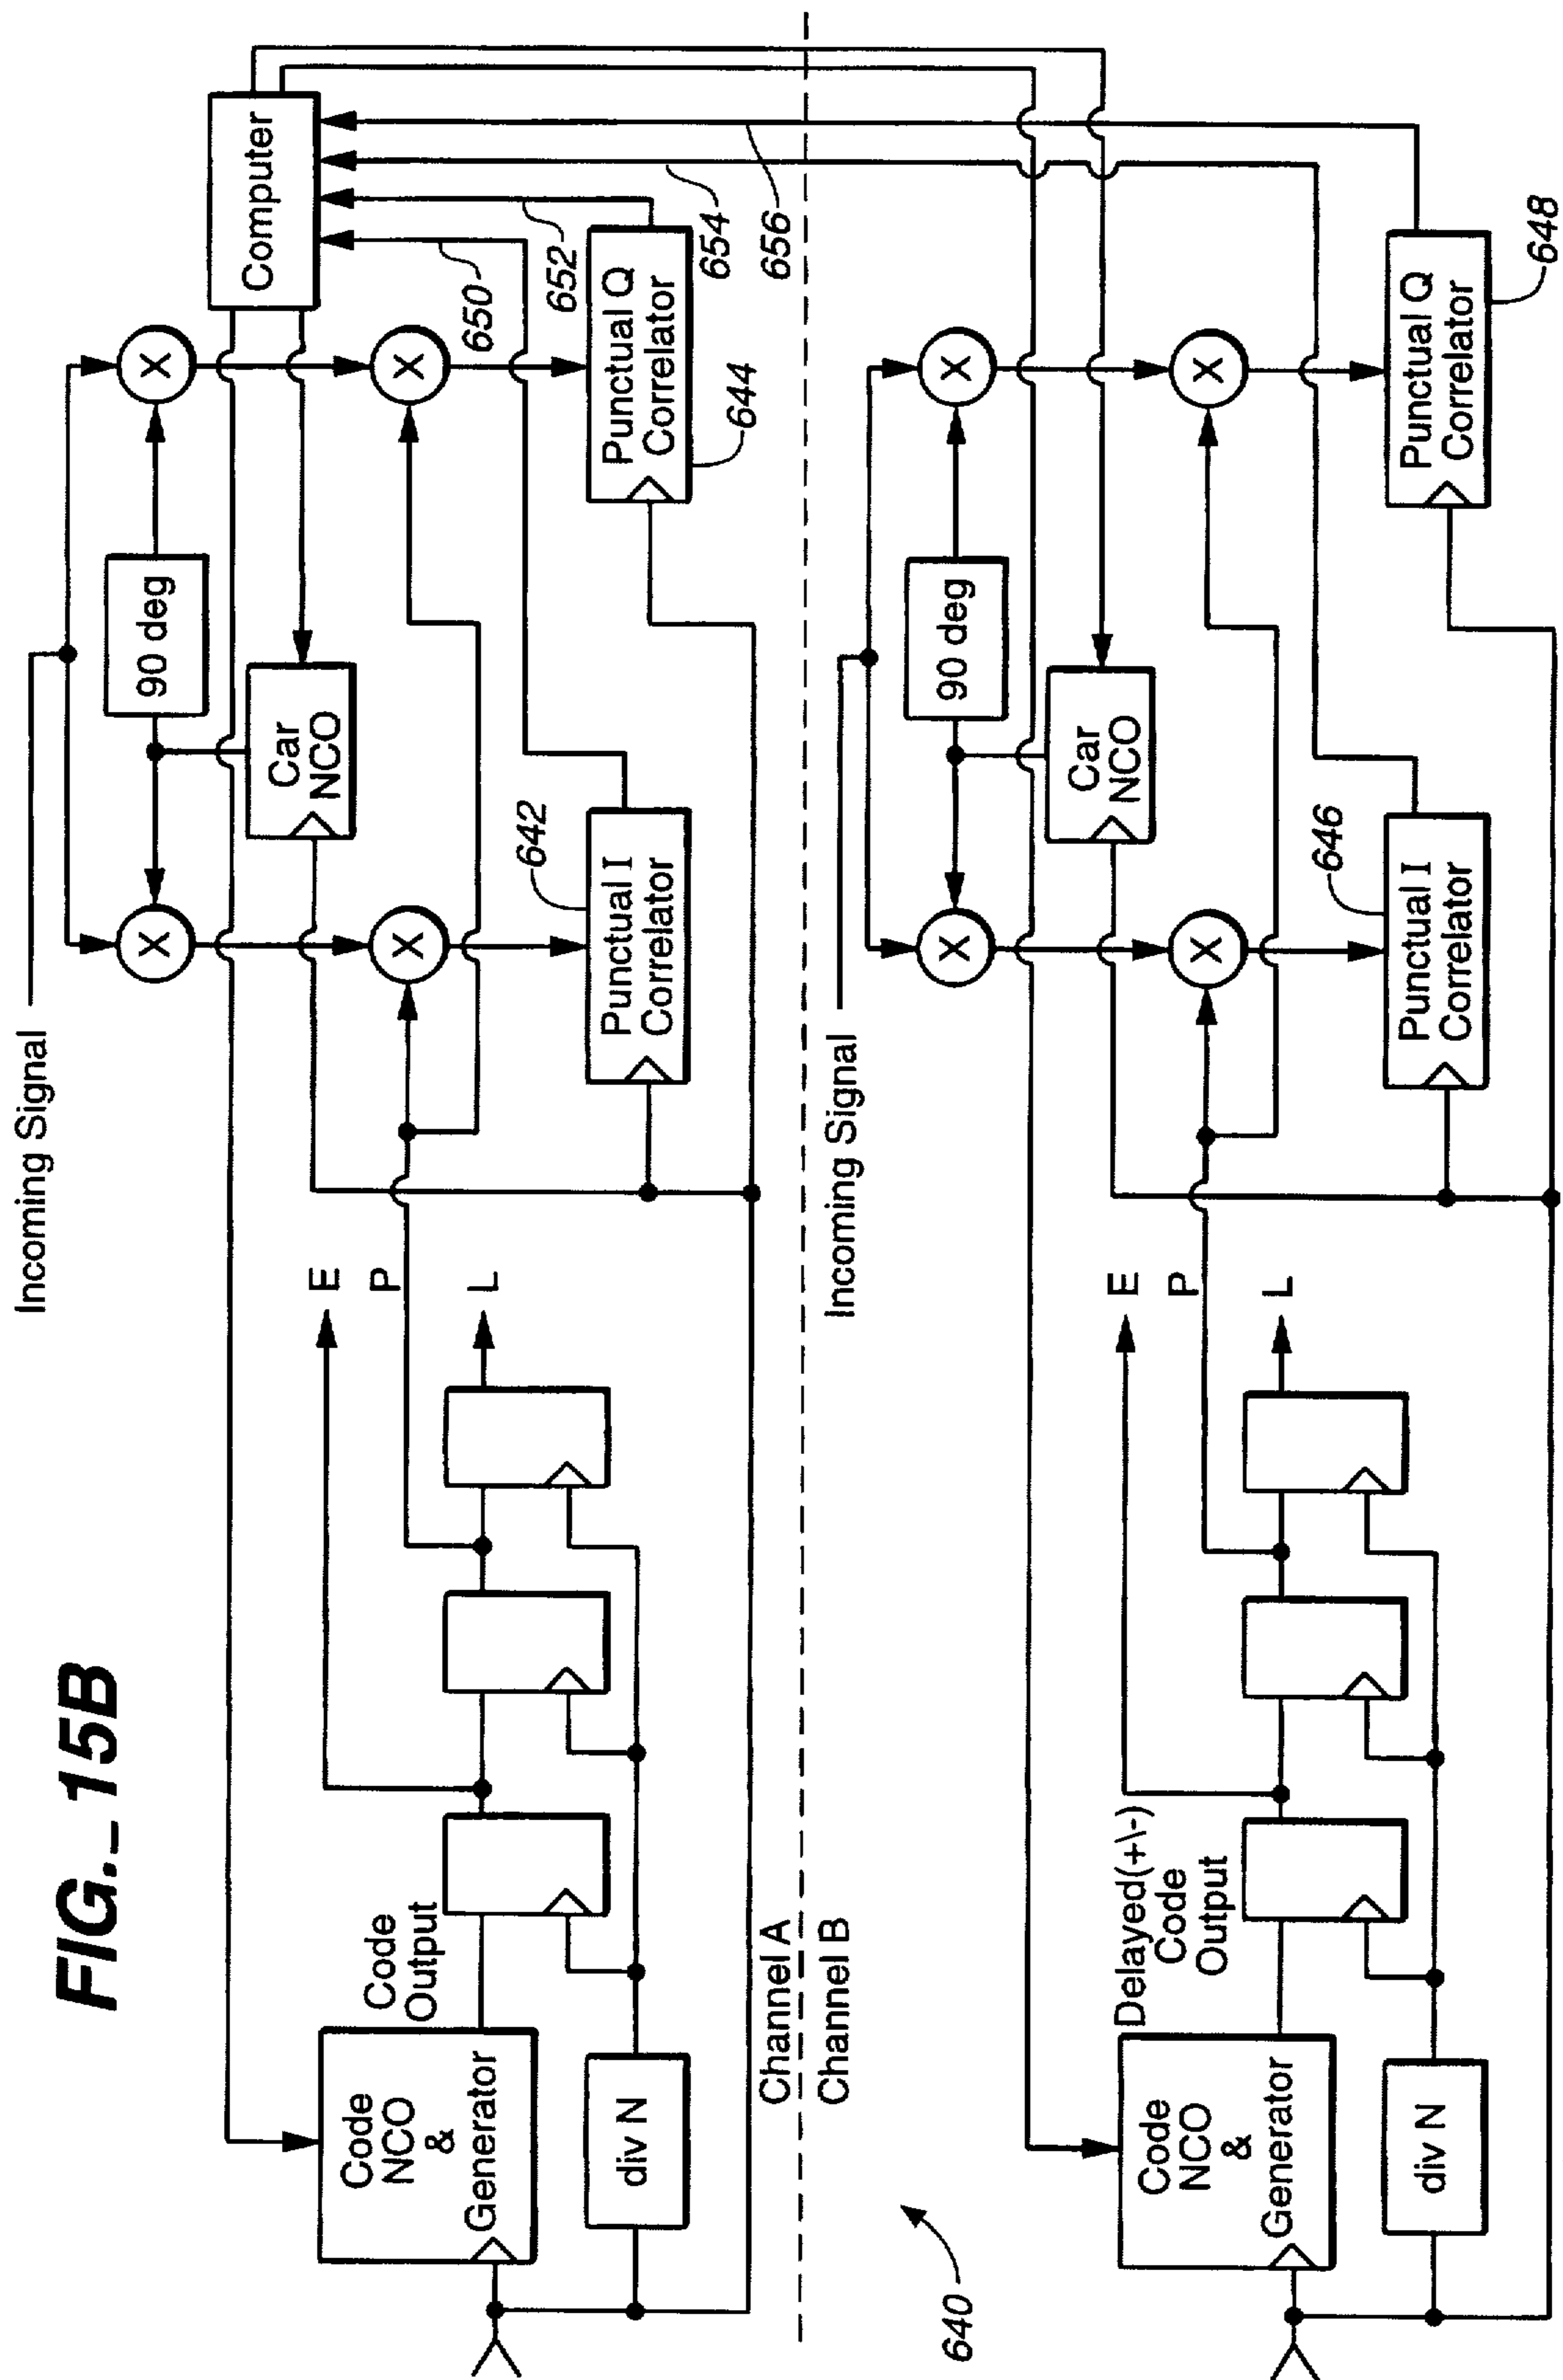 FIG._15B
Incoming Signal
Computer
X
X
90 deg
Car
NCO
X
X
650
652
654
656
642
Punctual I
Correlator
Punctual Q
Correlator
644
E
P
L
Code
Output
Code
NCO
&
Generator
div N
Channel A
Channel B
Incoming Signal
X
X
90 deg
Car
NCO
X
X
646
Punctual I
Correlator
Punctual Q
Correlator
648
E
P
L
Delayed(+\-)
Code
Output
Code
NCO
&
Generator
div N
640